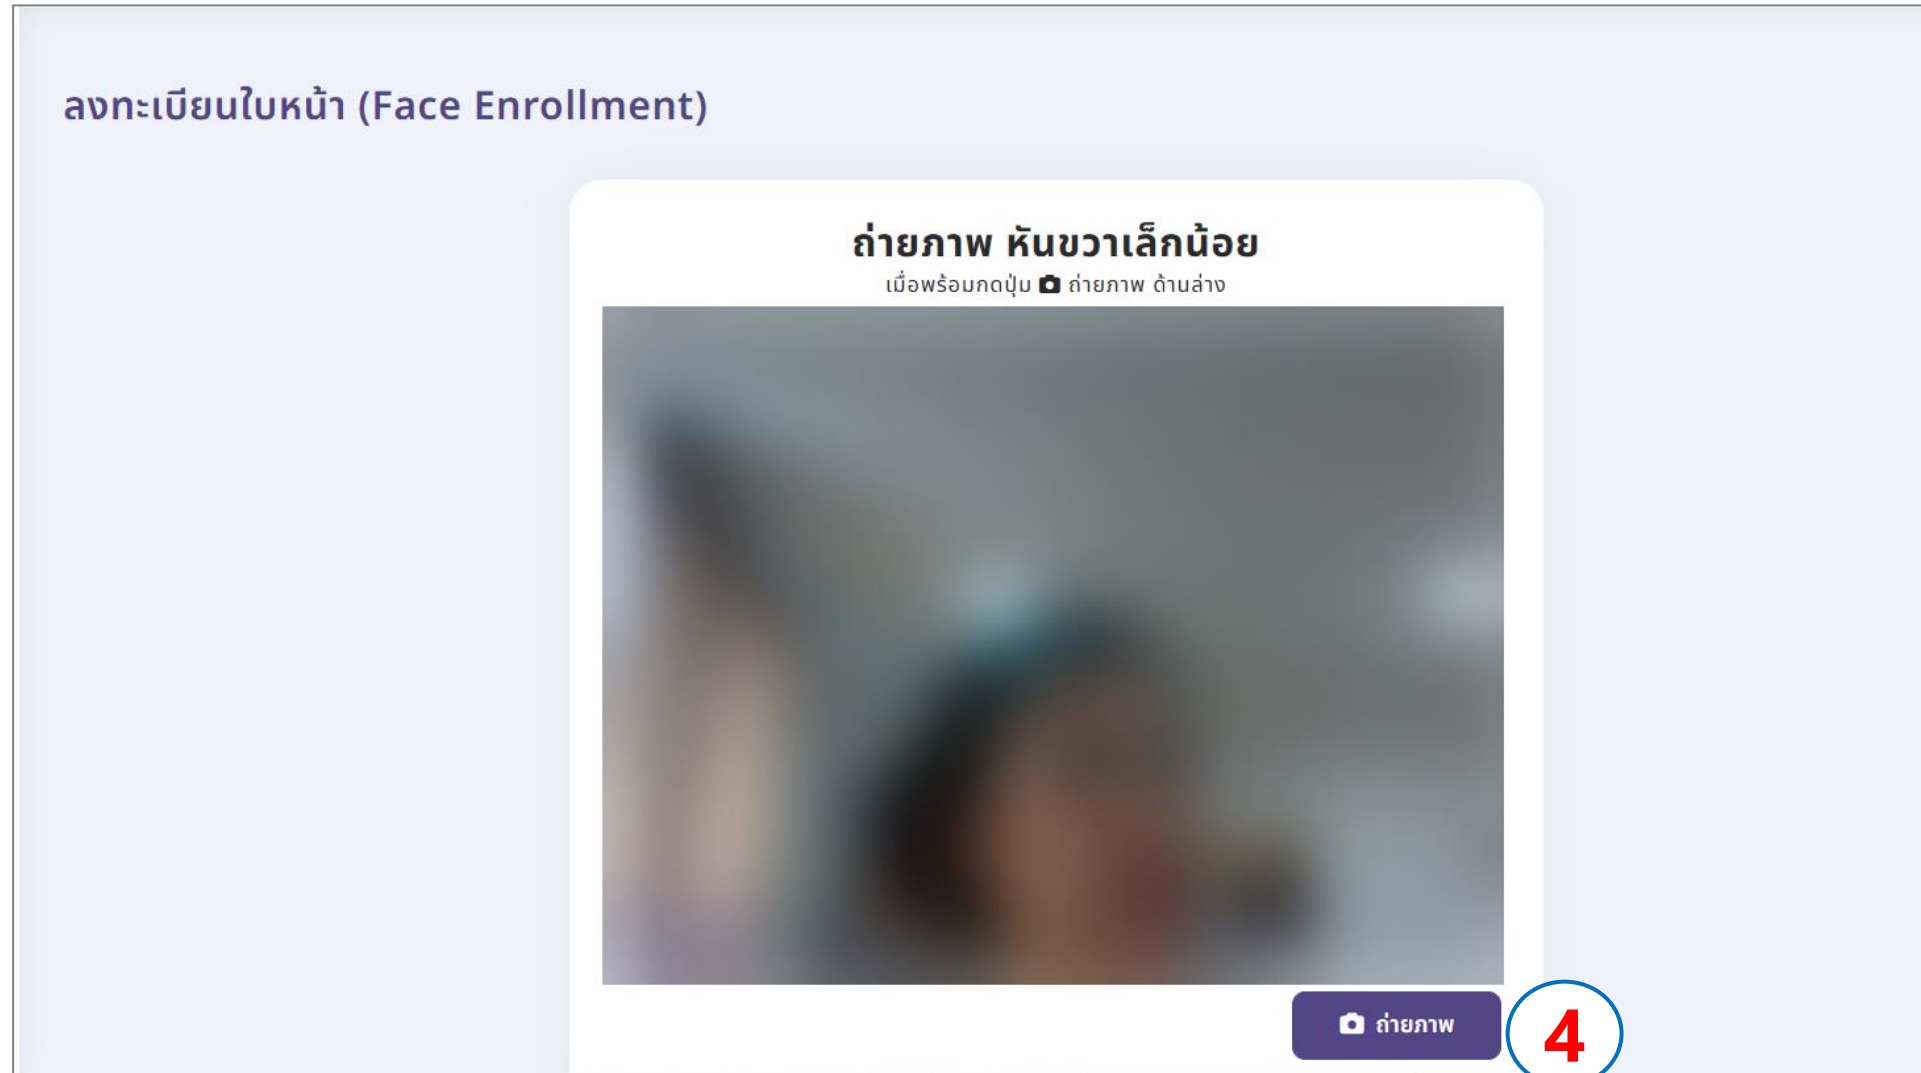 ลงทะเบียนใบหน้า (Face Enrollment)
ถ่ายภาพ หันขวาเล็กน้อย
เมื่อพร้อมกดปุ่ม ถ่ายภาพ ด้านล่าง
ถ่ายภาพ
4